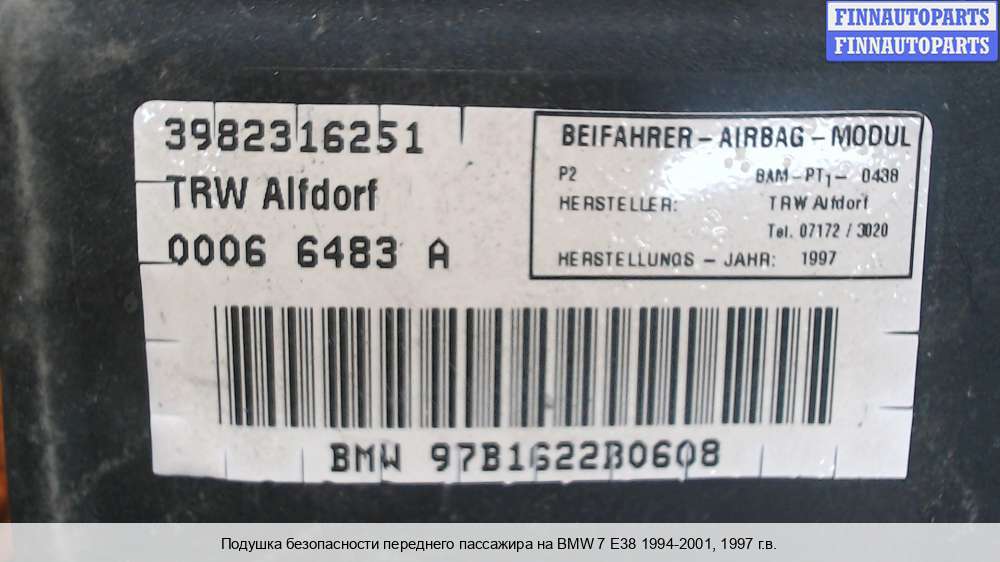 FINNAUTOPARTS
FINNAUTOPARTS
3982316251
TRW Alfdorf
0006 6483 A
BEIFAHRER - AIRBAG - MODUL
P2 BAM - PT1 - 0438
HERSTELLER: TRW Alfdorf
Tel. 07172 / 3020
HERSTELLUNGS - JAHR: 1997
BMW 97B1622B0608
Подушка безопасности переднего пассажира на BMW 7 E38 1994-2001, 1997 г.в.